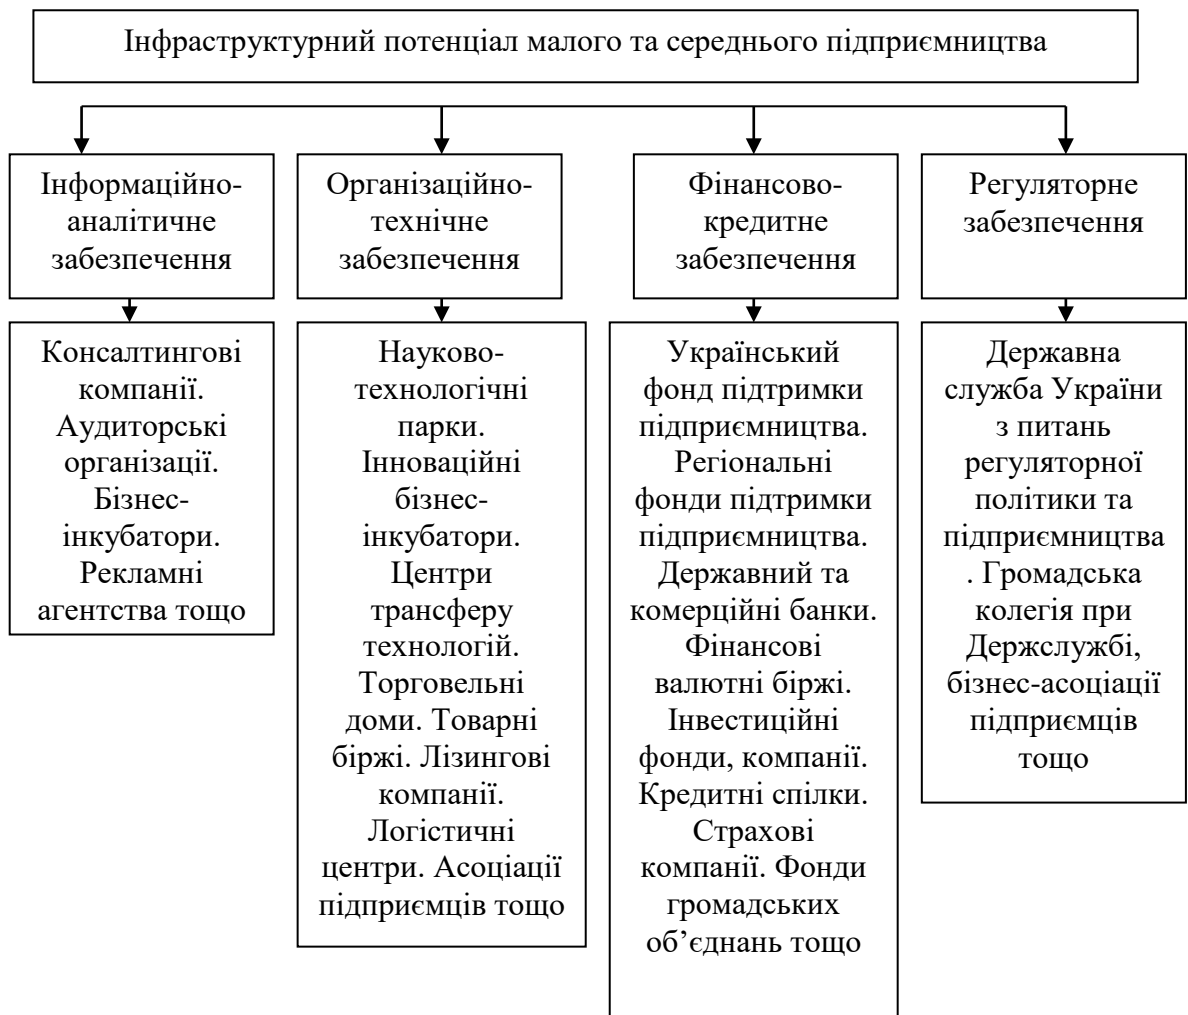 Інфраструктурний потенціал малого та середнього підприємництва
Інформаційно-
аналітичне
забезпечення
Організаційно-
технічне
забезпечення
Фінансово-
кредитне
забезпечення
Регуляторне
забезпечення
Консалтингові
компанії.
Аудиторські
організації.
Бізнес-
інкубатори.
Рекламні
агентства тощо
Науково-
технологічні
парки.
Інноваційні
бізнес-
інкубатори.
Центри
трансферу
технологій.
Торговельні
доми. Товарні
біржі. Лізингові
компанії.
Логістичні
центри. Асоціації
підприємців тощо
Український
фонд підтримки
підприємництва.
Регіональні
фонди підтримки
підприємництва.
Державний та
комерційні банки.
Фінансові
валютні біржі.
Інвестиційні
фонди, компанії.
Кредитні спілки.
Страхові
компанії. Фонди
громадських
об’єднань тощо
Державна
служба України
з питань
регуляторної
політики та
підприємництва
. Громадська
колегія при
Держслужбі,
бізнес-асоціації
підприємців
тощо